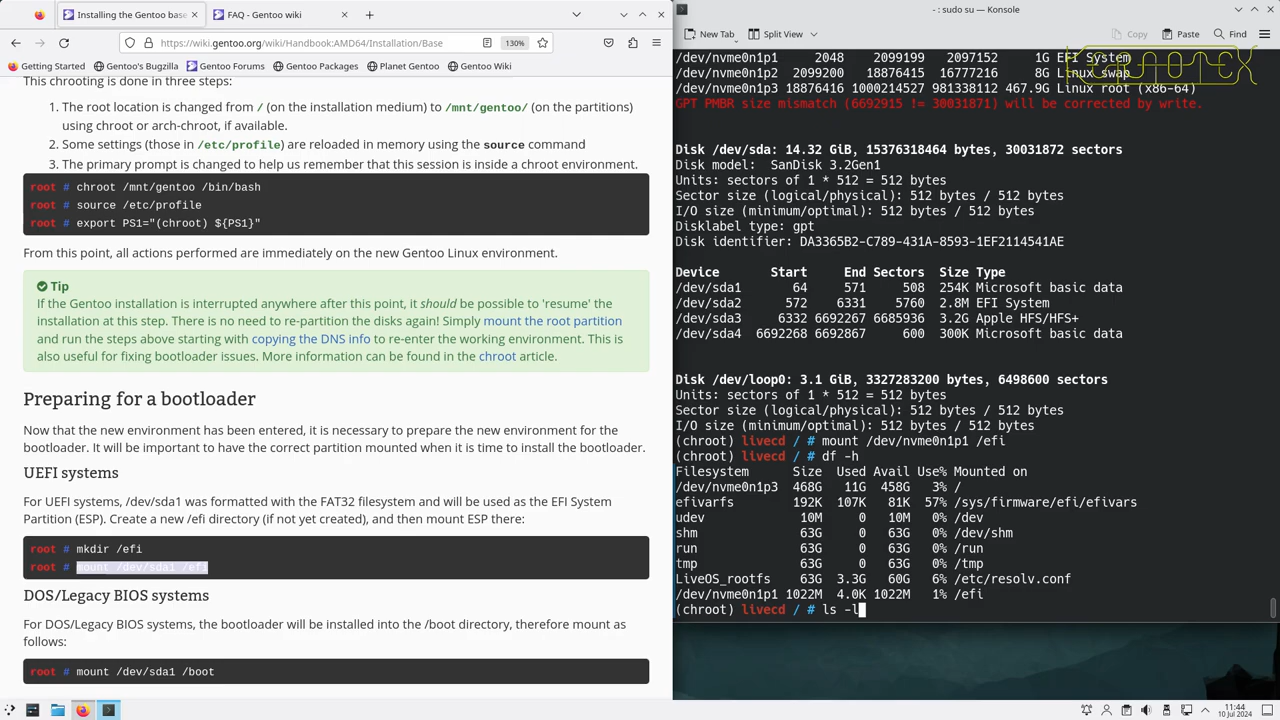 Installing the Gentoo base
FAQ - Gentoo wiki
https://wiki.gentoo.org/wiki/Handbook:AMD64/Installation/Base
130%
Getting Started
Gentoo's Bugzilla
Gentoo Forums
Gentoo Packages
Planet Gentoo
Gentoo Wiki
This chrooting is done in three steps:
1. The root location is changed from / (on the installation medium) to /mnt/gentoo/ (on the partitions)
using chroot or arch-chroot, if available.
2. Some settings (those in /etc/profile) are reloaded in memory using the source command
3. The primary prompt is changed to help us remember that this session is inside a chroot environment.
root # chroot /mnt/gentoo /bin/bash
root # source /etc/profile
root # export PS1="(chroot) ${PS1}"
From this point, all actions performed are immediately on the new Gentoo Linux environment.
Tip
If the Gentoo installation is interrupted anywhere after this point, it should be possible to 'resume' the
installation at this step. There is no need to re-partition the disks again! Simply mount the root partition
and run the steps above starting with copying the DNS info to re-enter the working environment. This is
also useful for fixing bootloader issues. More information can be found in the chroot article.
Preparing for a bootloader
Now that the new environment has been entered, it is necessary to prepare the new environment for the
bootloader. It will be important to have the correct partition mounted when it is time to install the bootloader.
UEFI systems
For UEFI systems, /dev/sda1 was formatted with the FAT32 filesystem and will be used as the EFI System
Partition (ESP). Create a new /efi directory (if not yet created), and then mount ESP there:
root # mkdir /efi
root # mount /dev/sda1 /efi
DOS/Legacy BIOS systems
For DOS/Legacy BIOS systems, the bootloader will be installed into the /boot directory, therefore mount as
follows:
root # mount /dev/sda1 /boot
- : sudo su — Konsole
New Tab
Split View
Copy
Paste
Find
/dev/nvme0n1p1 2048 2099199 2097152 1G EFI System
/dev/nvme0n1p2 2099200 18876415 16777216 8G Linux swap
/dev/nvme0n1p3 18876416 1000214527 981338112 467.9G Linux root (x86-64)
GPT PMBR size mismatch (6692915 != 30031871) will be corrected by write.
Disk /dev/sda: 14.32 GiB, 15376318464 bytes, 30031872 sectors
Disk model: SanDisk 3.2Gen1
Units: sectors of 1 * 512 = 512 bytes
Sector size (logical/physical): 512 bytes / 512 bytes
I/O size (minimum/optimal): 512 bytes / 512 bytes
Disklabel type: gpt
Disk identifier: DA3365B2-C789-431A-8593-1EF2114541AE
Device Start End Sectors Size Type
/dev/sda1 64 571 508 254K Microsoft basic data
/dev/sda2 572 6331 5760 2.8M EFI System
/dev/sda3 6332 6692267 6685936 3.2G Apple HFS/HFS+
/dev/sda4 6692268 6692867 600 300K Microsoft basic data
Disk /dev/loop0: 3.1 GiB, 3327283200 bytes, 6498600 sectors
Units: sectors of 1 * 512 = 512 bytes
Sector size (logical/physical): 512 bytes / 512 bytes
I/O size (minimum/optimal): 512 bytes / 512 bytes
(chroot) livecd / # mount /dev/nvme0n1p1 /efi
(chroot) livecd / # df -h
Filesystem Size Used Avail Use% Mounted on
/dev/nvme0n1p3 468G 11G 458G 3% /
efivarfs 192K 107K 81K 57% /sys/firmware/efi/efivars
udev 10M 0 10M 0% /dev
shm 63G 0 63G 0% /dev/shm
run 63G 0 63G 0% /run
tmp 63G 0 63G 0% /tmp
LiveOS_rootfs 63G 3.3G 60G 6% /etc/resolv.conf
/dev/nvme0n1p1 1022M 4.0K 1022M 1% /efi
(chroot) livecd / # ls -l
11:44
10 Jul 2024